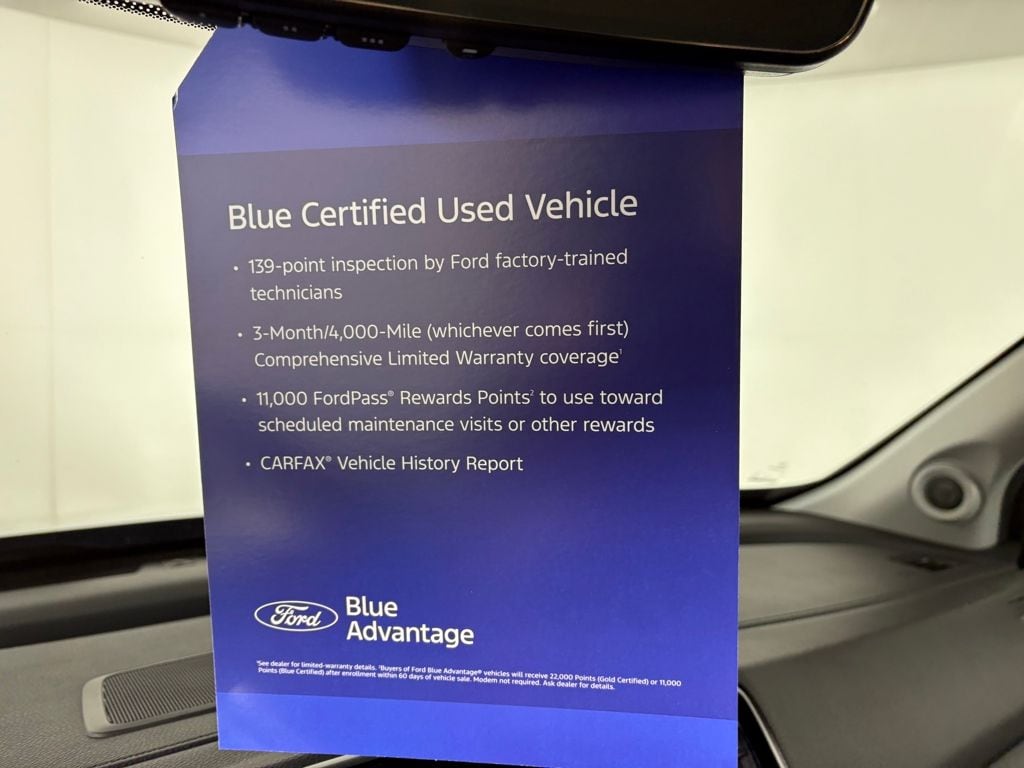 Blue Certified Used Vehicle
• 139-point inspection by Ford factory-trained
technicians
• 3-Month/4,000-Mile (whichever comes first)
Comprehensive Limited Warranty coverage¹
• 11,000 FordPass® Rewards Points² to use toward
scheduled maintenance visits or other rewards
• CARFAX® Vehicle History Report
Ford
Blue
Advantage
¹See dealer for limited-warranty details. ²Buyers of Ford Blue Advantage® vehicles will receive 22,000 Points (Gold Certified) or 11,000
Points (Blue Certified) after enrollment within 60 days of vehicle sale. Modem not required. Ask dealer for details.